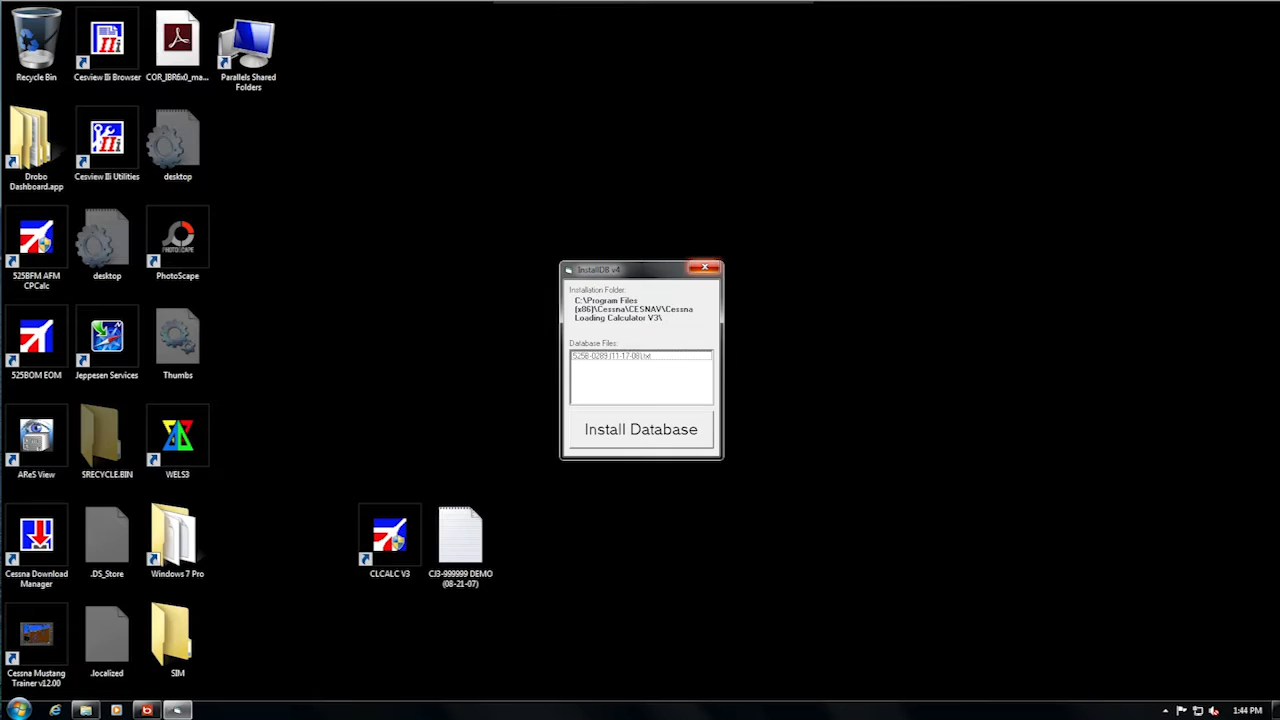 Recycle Bin
Cesview IIi Browser
COR_IBR6x0_ma...
Parallels Shared
Folders
Drobo
Dashboard.app
Cesview IIi Utilities
desktop
525BFM AFM
CPCalc
desktop
PhotoScape
PHOTOSCAPE
525BOM EOM
Jeppesen Services
Thumbs
AReS View
$RECYCLE.BIN
WELS3
Cessna Download
Manager
.DS_Store
Windows 7 Pro
CLCALC V3
CJ3-999999 DEMO
(08-21-07)
Cessna Mustang
Trainer v12.00
.localized
SIM
InstallDB v4
Installation Folder:
C:\Program Files
(x86)\Cessna\CESNAV\Cessna
Loading Calculator V3\
Database Files:
525B-0289 (11-17-08).txt
Install Database
1:44 PM